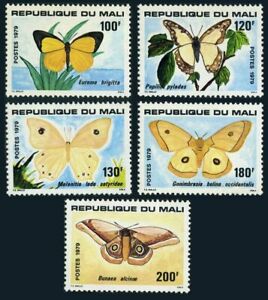 REPUBLIQUE DU MALI
100F
POSTES 1979
Eurema brigitta
REPUBLIQUE DU MALI
120F
POSTES 1979
Papilio pylades
REPUBLIQUE DU MALI
130F
POSTES 1979
Melanitis leda satyridae
REPUBLIQUE DU MALI
180F
POSTES 1979
Gonimbrasia belina occidentalis
REPUBLIQUE DU MALI
POSTES 1979
200F
Bunaea alcinoe